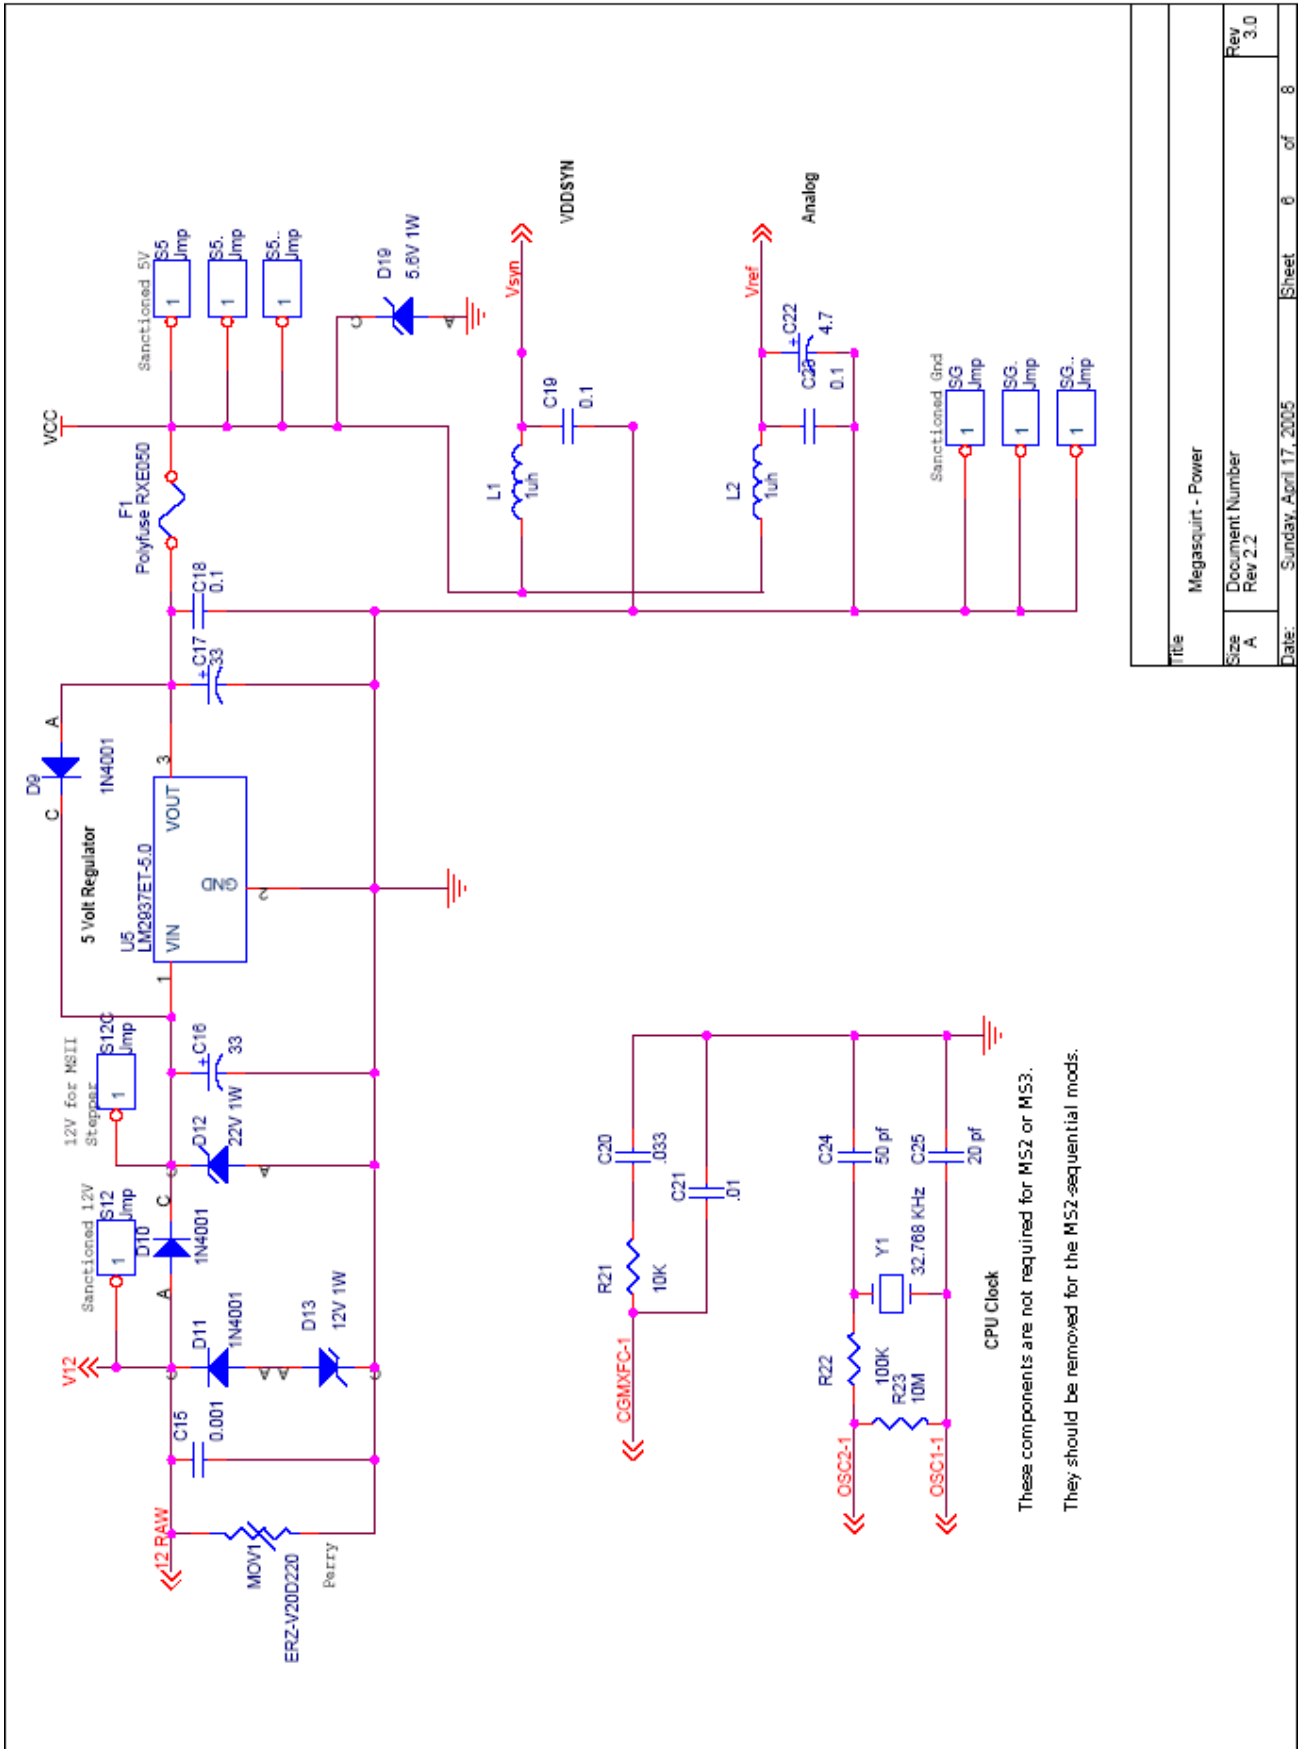 12 RAW
MOV1
ERZ-V20D220
Perry
C15
0.001
V12
Sanctioned 12V
S12
Jmp
1
D11
1N4001
D13
12V 1W
A
A
C
C
D10
1N4001
A
C
12V for MSII
Stepper
S12C
Jmp
1
D12
22V 1W
C
A
+
C16
33
5 Volt Regulator
D9
1N4001
C
A
U5
LM2937ET-5.0
VIN
VOUT
GND
1
2
3
+
C17
33
C18
0.1
F1
Polyfuse RXE050
VCC
Sanctioned 5V
S5
Jmp
1
S5.
Jmp
1
S5..
Jmp
1
D19
5.6V 1W
C
A
L1
1uh
C19
0.1
Vsyn
VDDSYN
L2
1uh
+
C22
4.7
0.1
Vref
Analog
Sanctioned Gnd
SG
Jmp
1
SG.
Jmp
1
SG..
Jmp
1
CGMXFC-1
R21
10K
C20
.033
C21
.01
OSC2-1
OSC1-1
R22
100K
R23
10M
Y1
32.768 KHz
C24
50 pf
C25
20 pf
CPU Clock
These components are not required for MS2 or MS3.
They should be removed for the MS2-sequential mods.
Title
Megasquirt - Power
Size
A
Document Number
Rev 2.2
Rev
3.0
Date:
Sunday, April 17, 2005
Sheet
6
of
8